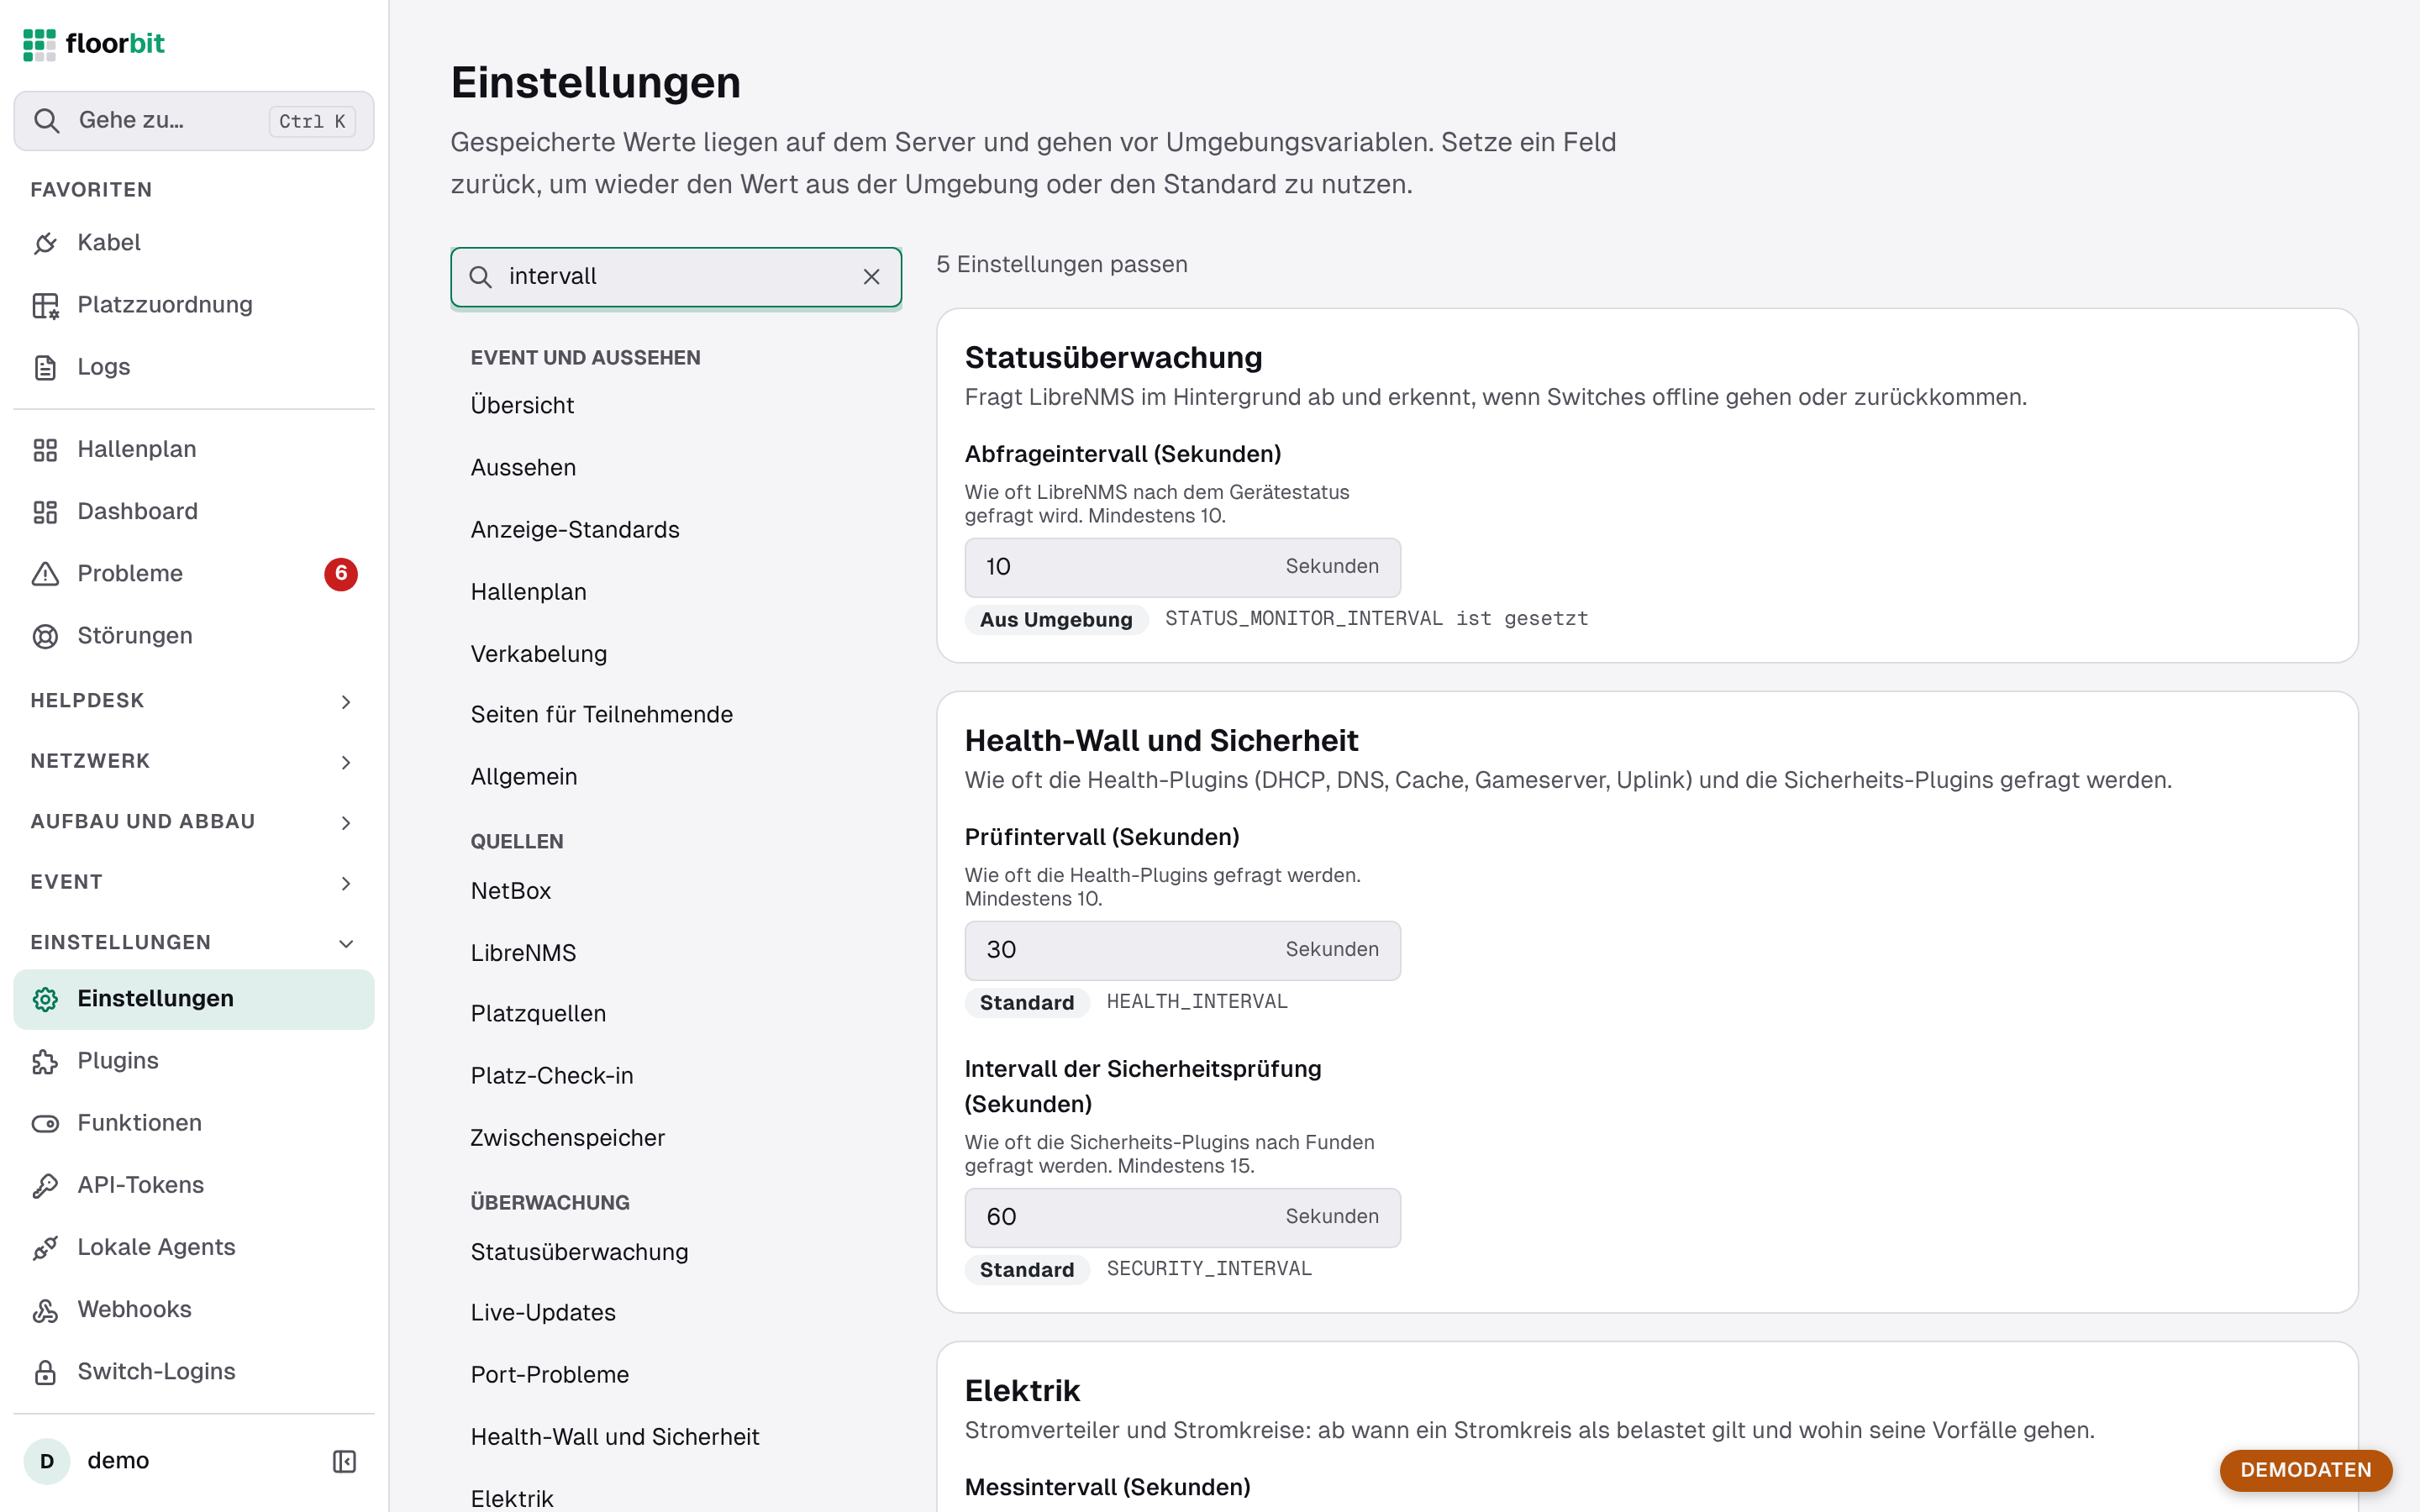 floorbit
Gehe zu...
Ctrl K
FAVORITEN
Kabel
Platzzuordnung
Logs
Hallenplan
Dashboard
Probleme
6
Störungen
HELPDESK
NETZWERK
AUFBAU UND ABBAU
EVENT
EINSTELLUNGEN
Einstellungen
Plugins
Funktionen
API-Tokens
Lokale Agents
Webhooks
Switch-Logins
D
demo
Einstellungen
Gespeicherte Werte liegen auf dem Server und gehen vor Umgebungsvariablen. Setze ein Feld
zurück, um wieder den Wert aus der Umgebung oder den Standard zu nutzen.
intervall
EVENT UND AUSSEHEN
Übersicht
Aussehen
Anzeige-Standards
Hallenplan
Verkabelung
Seiten für Teilnehmende
Allgemein
QUELLEN
NetBox
LibreNMS
Platzquellen
Platz-Check-in
Zwischenspeicher
ÜBERWACHUNG
Statusüberwachung
Live-Updates
Port-Probleme
Health-Wall und Sicherheit
Elektrik
5 Einstellungen passen
Statusüberwachung
Fragt LibreNMS im Hintergrund ab und erkennt, wenn Switches offline gehen oder zurückkommen.
Abfrageintervall (Sekunden)
Wie oft LibreNMS nach dem Gerätestatus
gefragt wird. Mindestens 10.
10
Sekunden
Aus Umgebung
STATUS_MONITOR_INTERVAL ist gesetzt
Health-Wall und Sicherheit
Wie oft die Health-Plugins (DHCP, DNS, Cache, Gameserver, Uplink) und die Sicherheits-Plugins gefragt werden.
Prüfintervall (Sekunden)
Wie oft die Health-Plugins gefragt werden.
Mindestens 10.
30
Sekunden
Standard
HEALTH_INTERVAL
Intervall der Sicherheitsprüfung
(Sekunden)
Wie oft die Sicherheits-Plugins nach Funden
gefragt werden. Mindestens 15.
60
Sekunden
Standard
SECURITY_INTERVAL
Elektrik
Stromverteiler und Stromkreise: ab wann ein Stromkreis als belastet gilt und wohin seine Vorfälle gehen.
Messintervall (Sekunden)
DEMODATEN